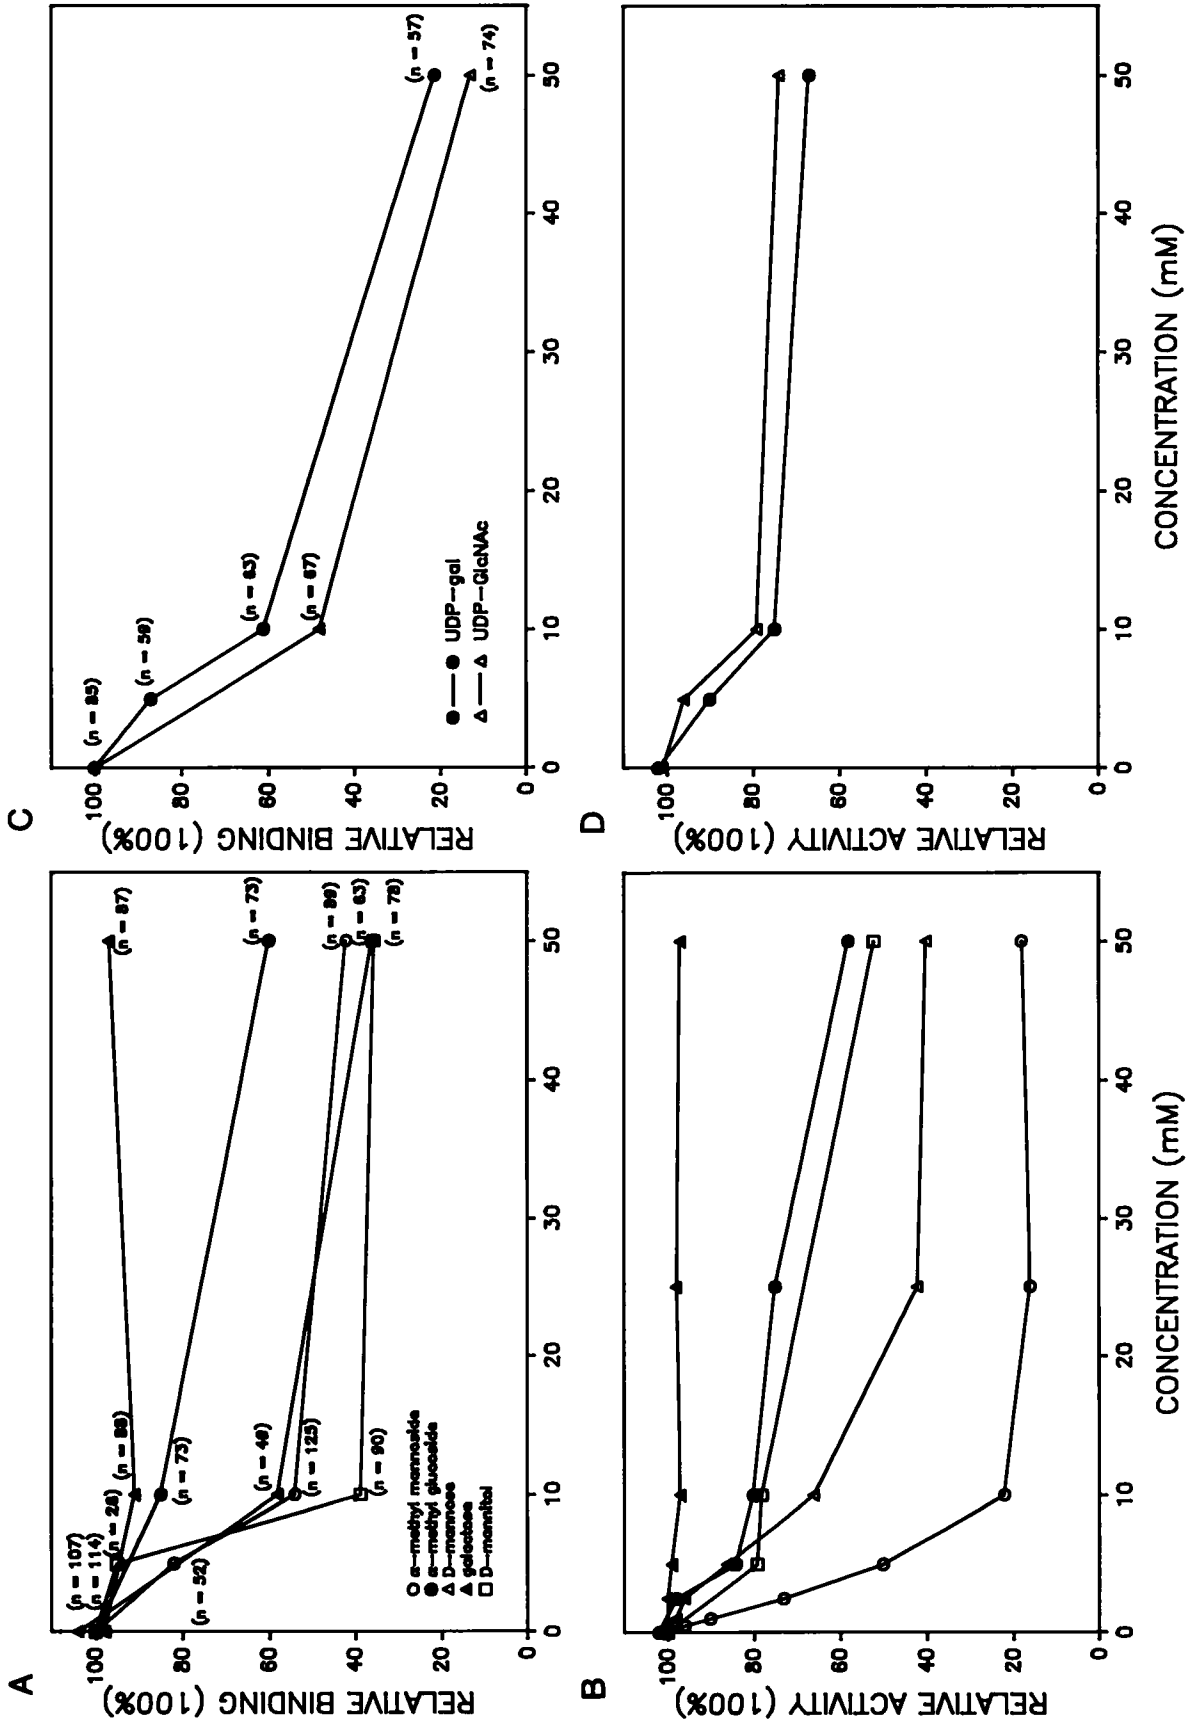 A
RELATIVE BINDING (100%)
100
80
60
40
20
0
(n = 107)
(n = 114)
(n = 28)
(n = 88)
(n = 73)
(n = 52)
(n = 49)
(n = 125)
(n = 90)
(n = 87)
(n = 73)
(n = 89)
(n = 63)
(n = 78)
α-methyl mannoside
α-methyl glucoside
D-mannose
galactose
D-mannitol
0 10 20 30 40 50
B
RELATIVE ACTIVITY (100%)
100
80
60
40
20
0
0 10 20 30 40 50
CONCENTRATION (mM)
C
RELATIVE BINDING (100%)
100
80
60
40
20
0
(n = 85)
(n = 59)
(n = 63)
(n = 67)
(n = 57)
(n = 74)
UDP-gal
UDP-GlcNAc
0 10 20 30 40 50
D
RELATIVE ACTIVITY (100%)
100
80
60
40
20
0
0 10 20 30 40 50
CONCENTRATION (mM)